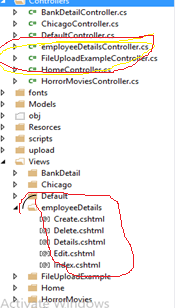 Controllers
BankDetailController.cs
ChicagoController.cs
DefaultController.cs
employeeDetailsController.cs
FileUploadExampleController.cs
HomeController.cs
HorrorMoviesController.cs
fonts
Models
obj
Resorces
scripts
upload
Views
BankDetail
Chicago
Default
employeeDetails
Create.cshtml
Delete.cshtml
Details.cshtml
Edit.cshtml
Index.cshtml
FileUploadExample
Home
HorrorMovies
Activate Windows